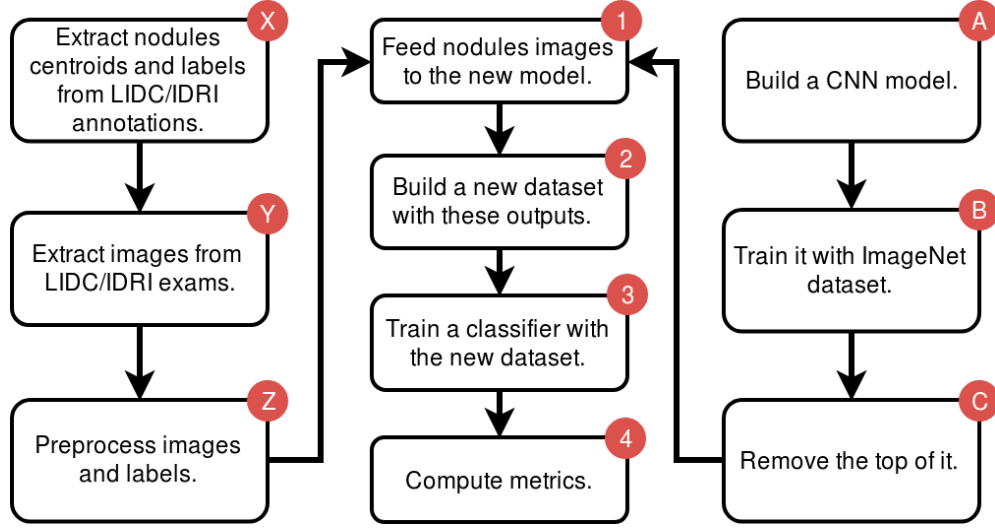 X
Extract nodules
centroids and labels
from LIDC/IDRI
annotations.
Y
Extract images from
LIDC/IDRI exams.
Z
Preprocess images
and labels.
1
Feed nodules images
to the new model.
2
Build a new dataset
with these outputs.
3
Train a classifier with
the new dataset.
4
Compute metrics.
A
Build a CNN model.
B
Train it with ImageNet
dataset.
C
Remove the top of it.